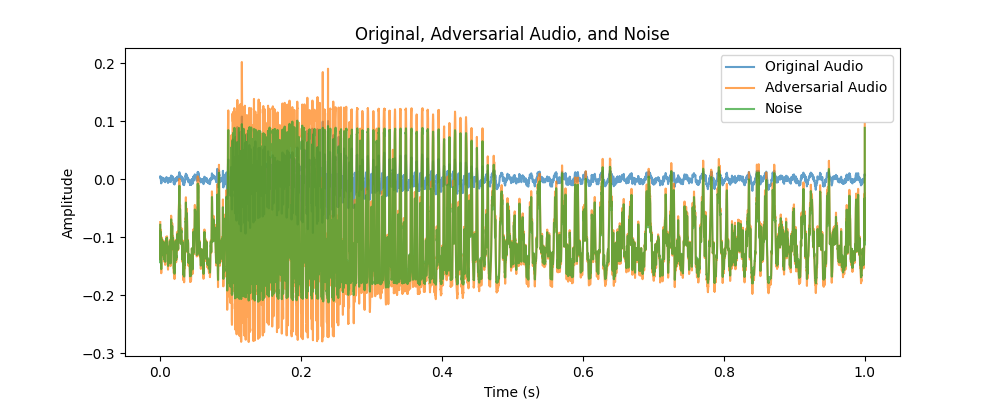 Original, Adversarial Audio, and Noise
Original Audio
Adversarial Audio
Noise
Amplitude
0.2
0.1
0.0
−0.1
−0.2
−0.3
0.0 0.2 0.4 0.6 0.8 1.0
Time (s)